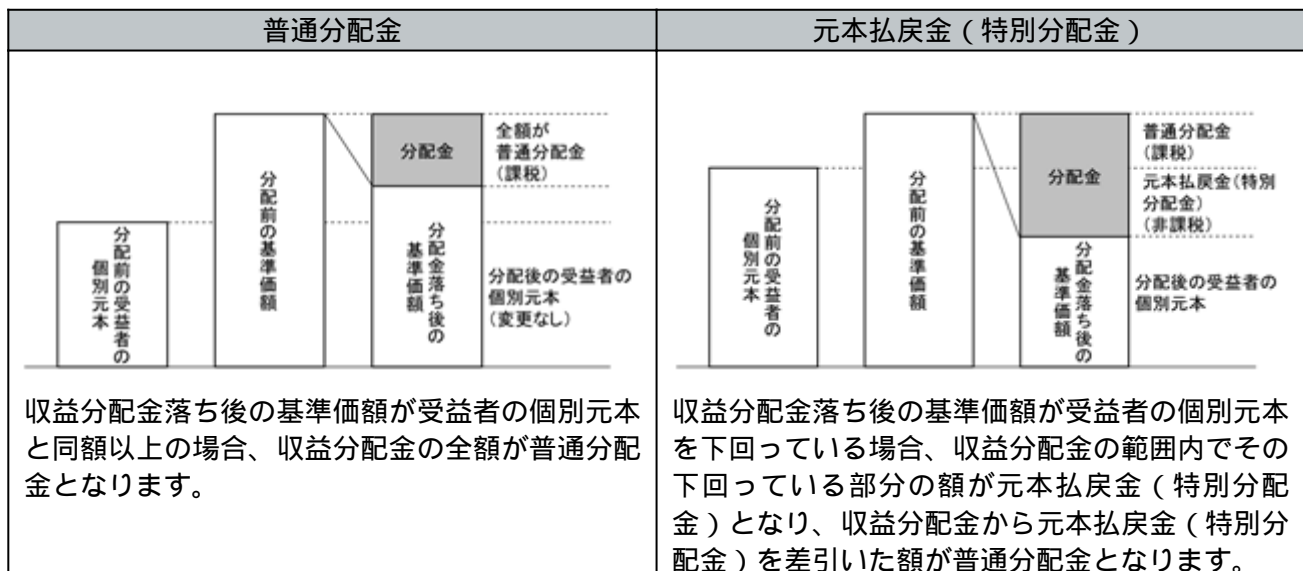 普通分配金
分配前の受益者の
個別元本
分配前の基準価額
分配金
分配金落ち後の
基準価額
全額が
普通分配金
(課税)
分配後の受益者の
個別元本
(変更なし)
収益分配金落ち後の基準価額が受益者の個別元本
と同額以上の場合、収益分配金の全額が普通分配
金となります。
元本払戻金(特別分配金)
分配前の受益者の
個別元本
分配前の基準価額
分配金
分配金落ち後の
基準価額
普通分配金
(課税)
元本払戻金(特別
分配金)
(非課税)
分配後の受益者の
個別元本
収益分配金落ち後の基準価額が受益者の個別元本
を下回っている場合、収益分配金の範囲内でその
下回っている部分の額が元本払戻金(特別分配
金)となり、収益分配金から元本払戻金(特別分
配金)を差引いた額が普通分配金となります。